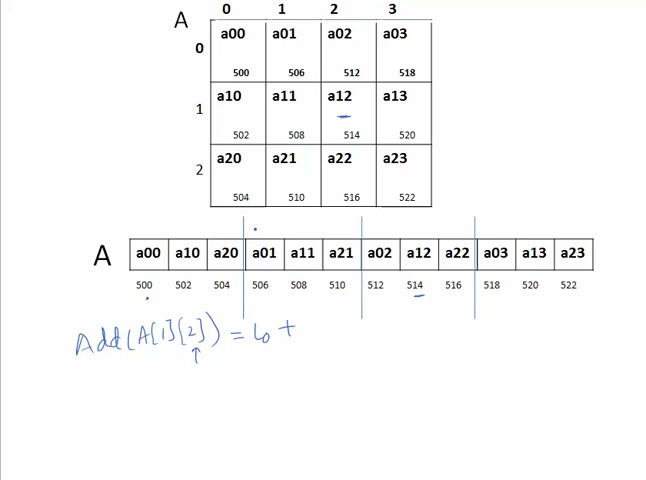 A 0 1 2 3
0 a00 a01 a02 a03
500 506 512 518
1 a10 a11 a12 a13
502 508 514 520
2 a20 a21 a22 a23
504 510 516 522
A a00 a10 a20 a01 a11 a21 a02 a12 a22 a03 a13 a23
500 502 504 506 508 510 512 514 516 518 520 522
Add(A[1][2]) = L0 +